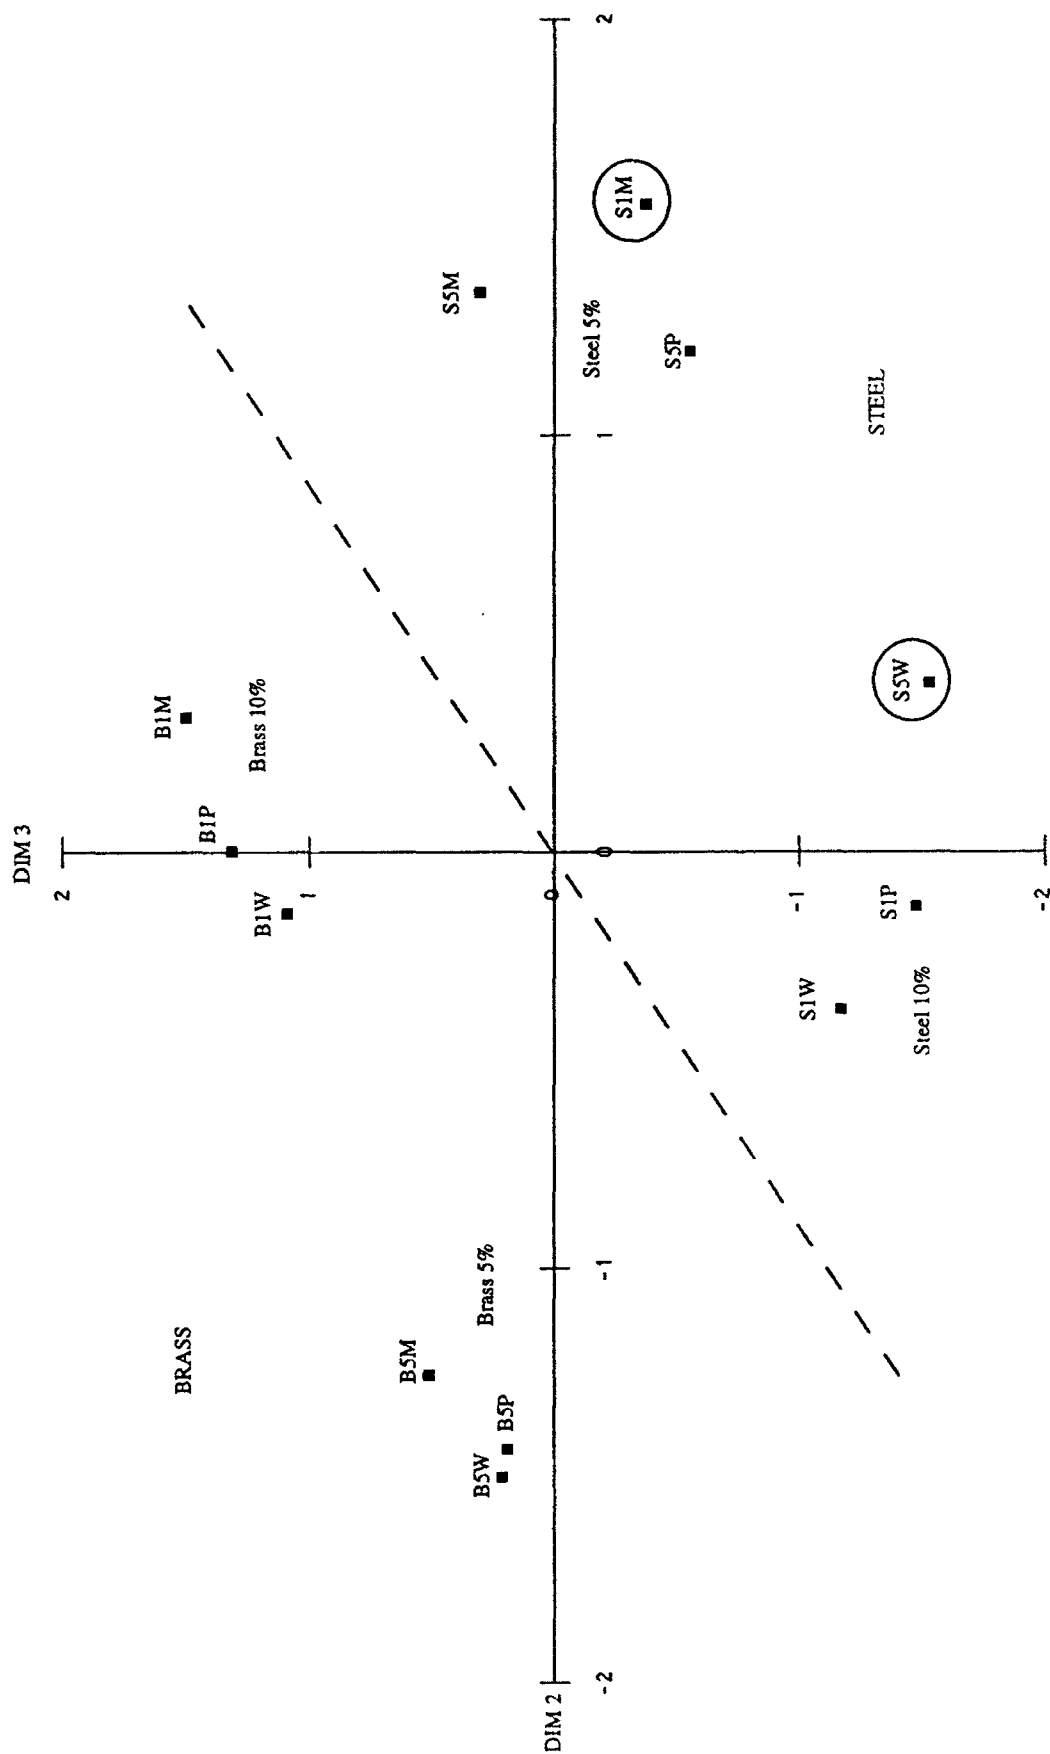 DIM 3
2
B1M
B1P
Brass 10%
B1W
1
BRASS
S5M
B5M
Brass 5%
B5W
B5P
DIM 2
-2
-1
0
0
1
2
Steel 5%
S1M
S5P
-1
S1W
STEEL
S1P
S5W
Steel 10%
-2